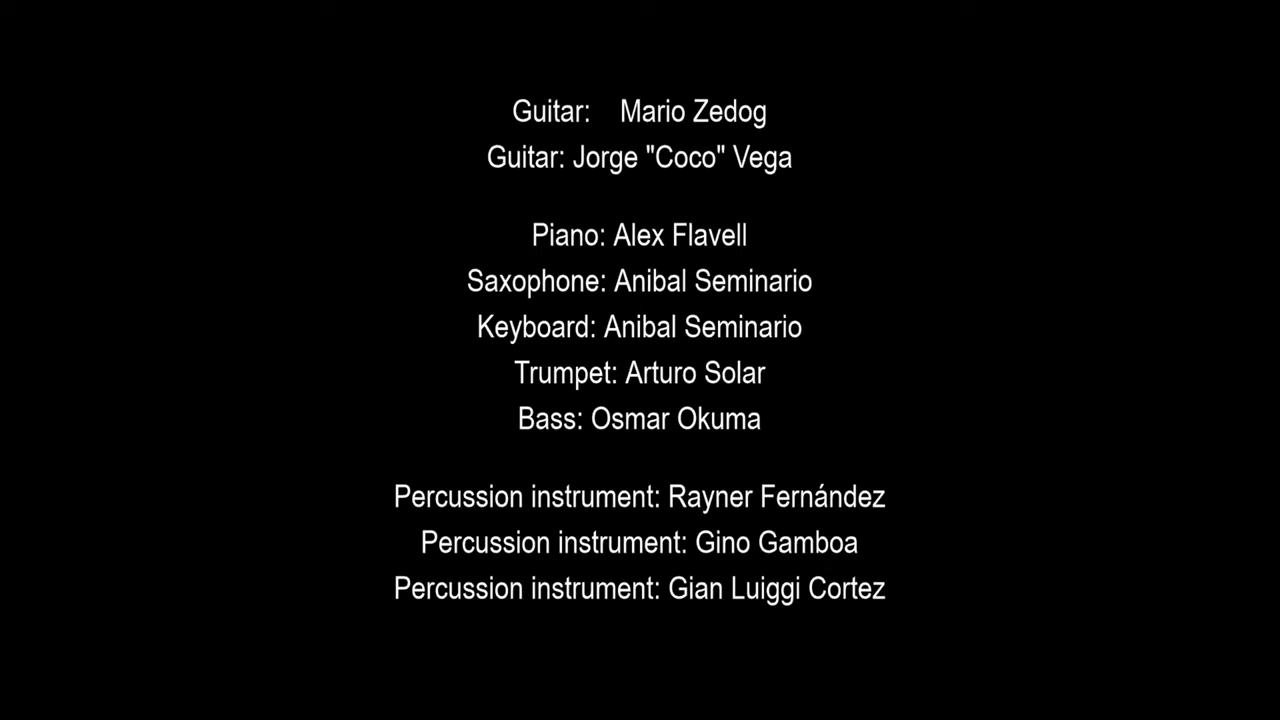 Guitar: Mario Zedog
Guitar: Jorge "Coco" Vega
Piano: Alex Flavell
Saxophone: Anibal Seminario
Keyboard: Anibal Seminario
Trumpet: Arturo Solar
Bass: Osmar Okuma
Percussion instrument: Rayner Fernández
Percussion instrument: Gino Gamboa
Percussion instrument: Gian Luiggi Cortez